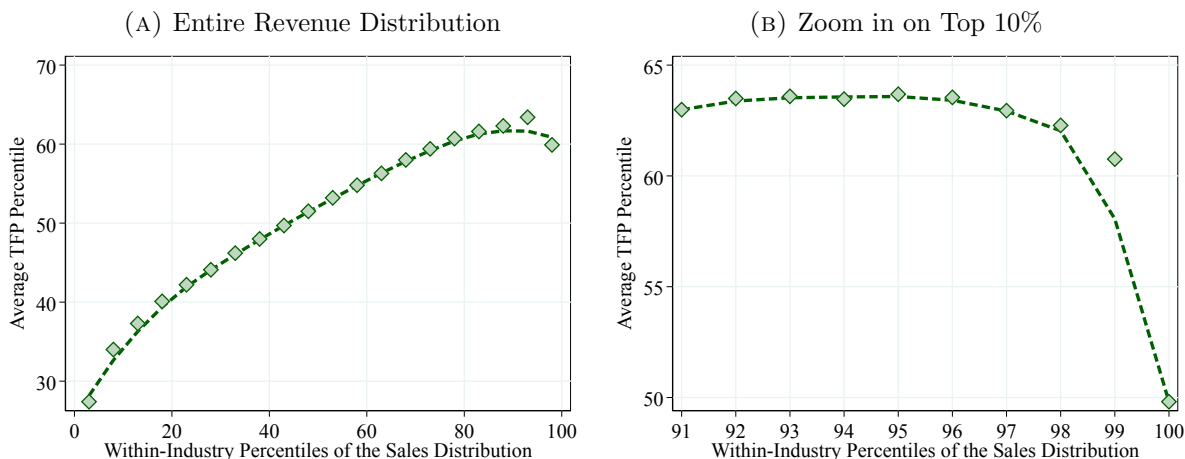 (A) Entire Revenue Distribution
70
60
50
40
30
Average TFP Percentile
0 20 40 60 80 100
Within-Industry Percentiles of the Sales Distribution
(B) Zoom in on Top 10%
65
60
55
50
Average TFP Percentile
91 92 93 94 95 96 97 98 99 100
Within-Industry Percentiles of the Sales Distribution